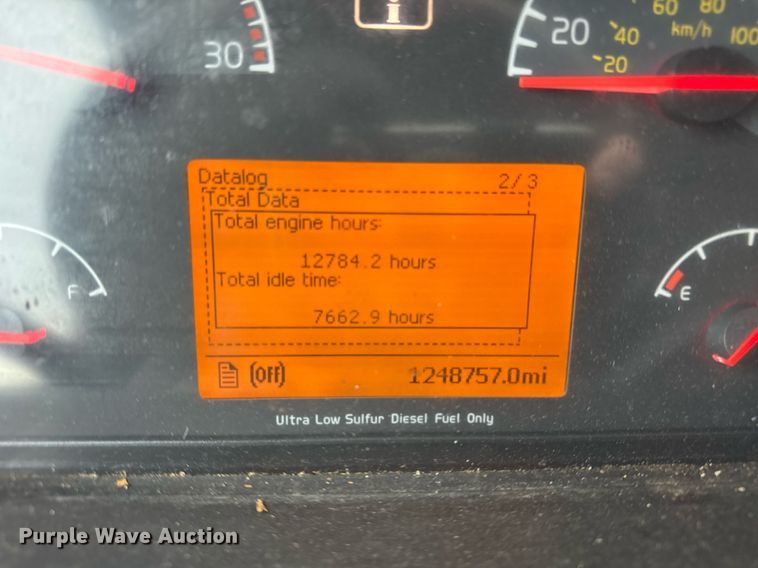 30
20
40
60
80
100
km/h
20
Datalog 2/3
Total Data
Total engine hours:
12784.2 hours
Total idle time:
7662.9 hours
(OFF) 1248757.0mi
F
E
Ultra Low Sulfur Diesel Fuel Only
Purple Wave Auction